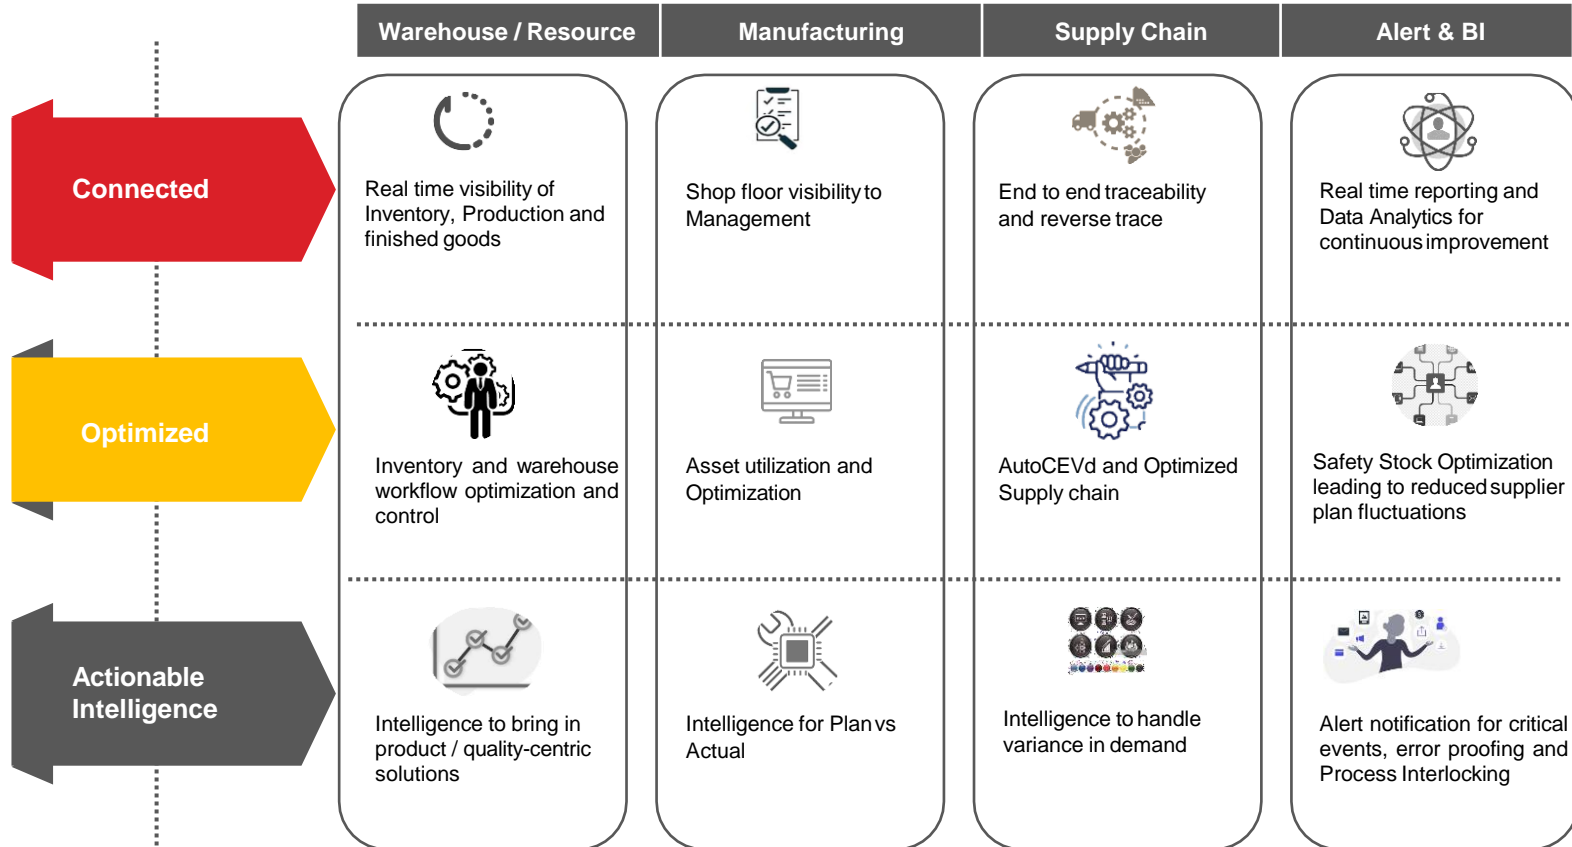 Warehouse / Resource
Manufacturing
Supply Chain
Alert & BI
Connected
Real time visibility of
Inventory, Production and
finished goods
Shop floor visibility to
Management
End to end traceability
and reverse trace
Real time reporting and
Data Analytics for
continuous improvement
Optimized
Inventory and warehouse
workflow optimization and
control
Asset utilization and
Optimization
AutoCEVd and Optimized
Supply chain
Safety Stock Optimization
leading to reduced supplier
plan fluctuations
Actionable
Intelligence
Intelligence to bring in
product / quality-centric
solutions
Intelligence for Plan vs
Actual
Intelligence to handle
variance in demand
Alert notification for critical
events, error proofing and
Process Interlocking